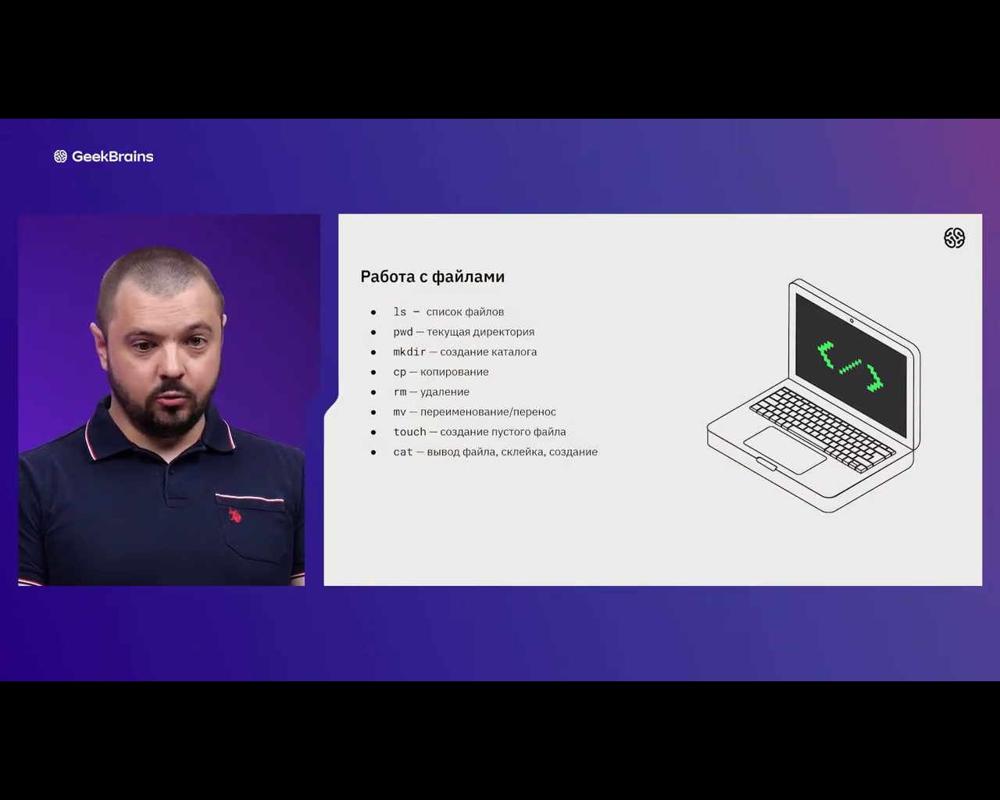 GeekBrains
Работа с файлами
● ls – список файлов
● pwd — текущая директория
● mkdir — создание каталога
● cp — копирование
● rm — удаление
● mv — переименование/перенос
● touch — создание пустого файла
● cat — вывод файла, склейка, создание